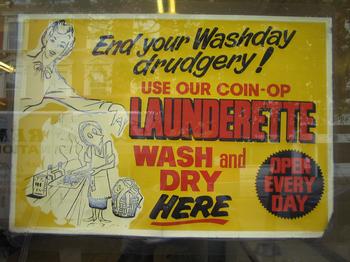 End your Washday
drudgery!
USE OUR COIN-OP
LAUNDERETTE
WASH and
DRY
HERE
OPEN
EVERY
DAY